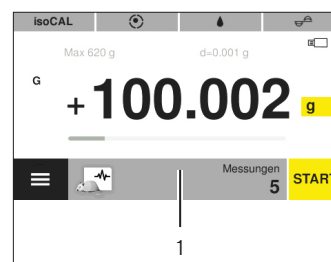 isoCAL
Max 620 g d=0.001 g
G
+100.002 g
Messungen
5
START
1